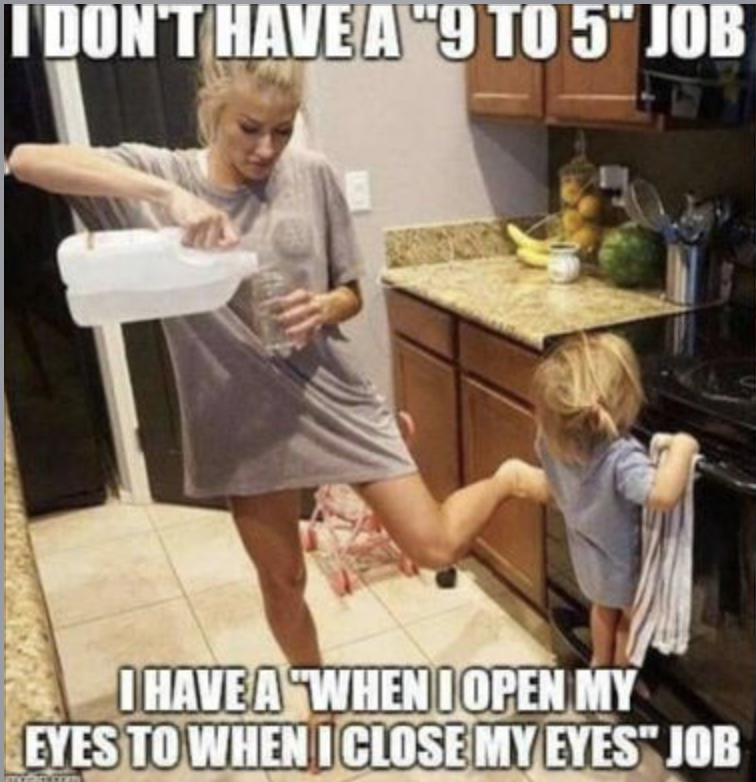 I DON'T HAVE A "9 TO 5" JOB
I HAVE A "WHEN I OPEN MY
EYES TO WHEN I CLOSE MY EYES" JOB